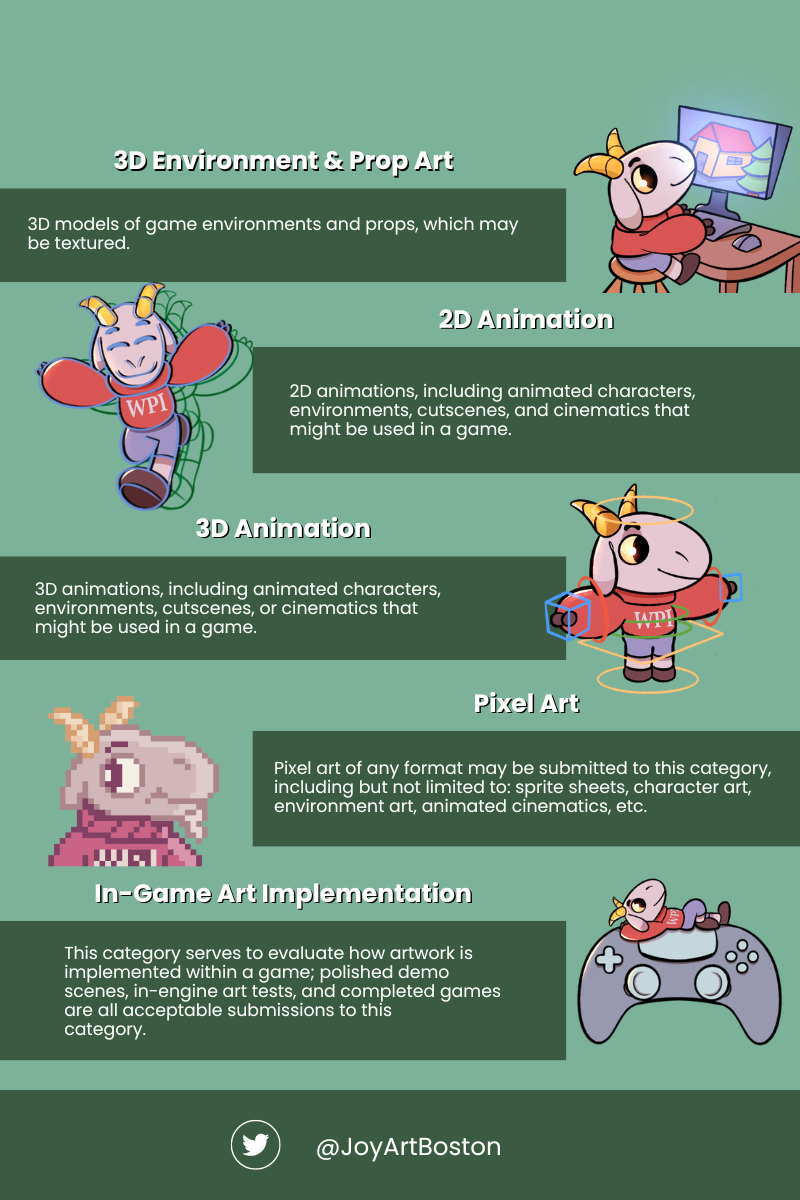 3D Environment & Prop Art
3D models of game environments and props, which may
be textured.
2D Animation
WPI
2D animations, including animated characters,
environments, cutscenes, and cinematics that
might be used in a game.
3D Animation
3D animations, including animated characters,
environments, cutscenes, or cinematics that
might be used in a game.
WPI
Pixel Art
Pixel art of any format may be submitted to this category,
including but not limited to: sprite sheets, character art,
environment art, animated cinematics, etc.
In-Game Art Implementation
WPI
This category serves to evaluate how artwork is
implemented within a game; polished demo
scenes, in-engine art tests, and completed games
are all acceptable submissions to this
category.
@JoyArtBoston